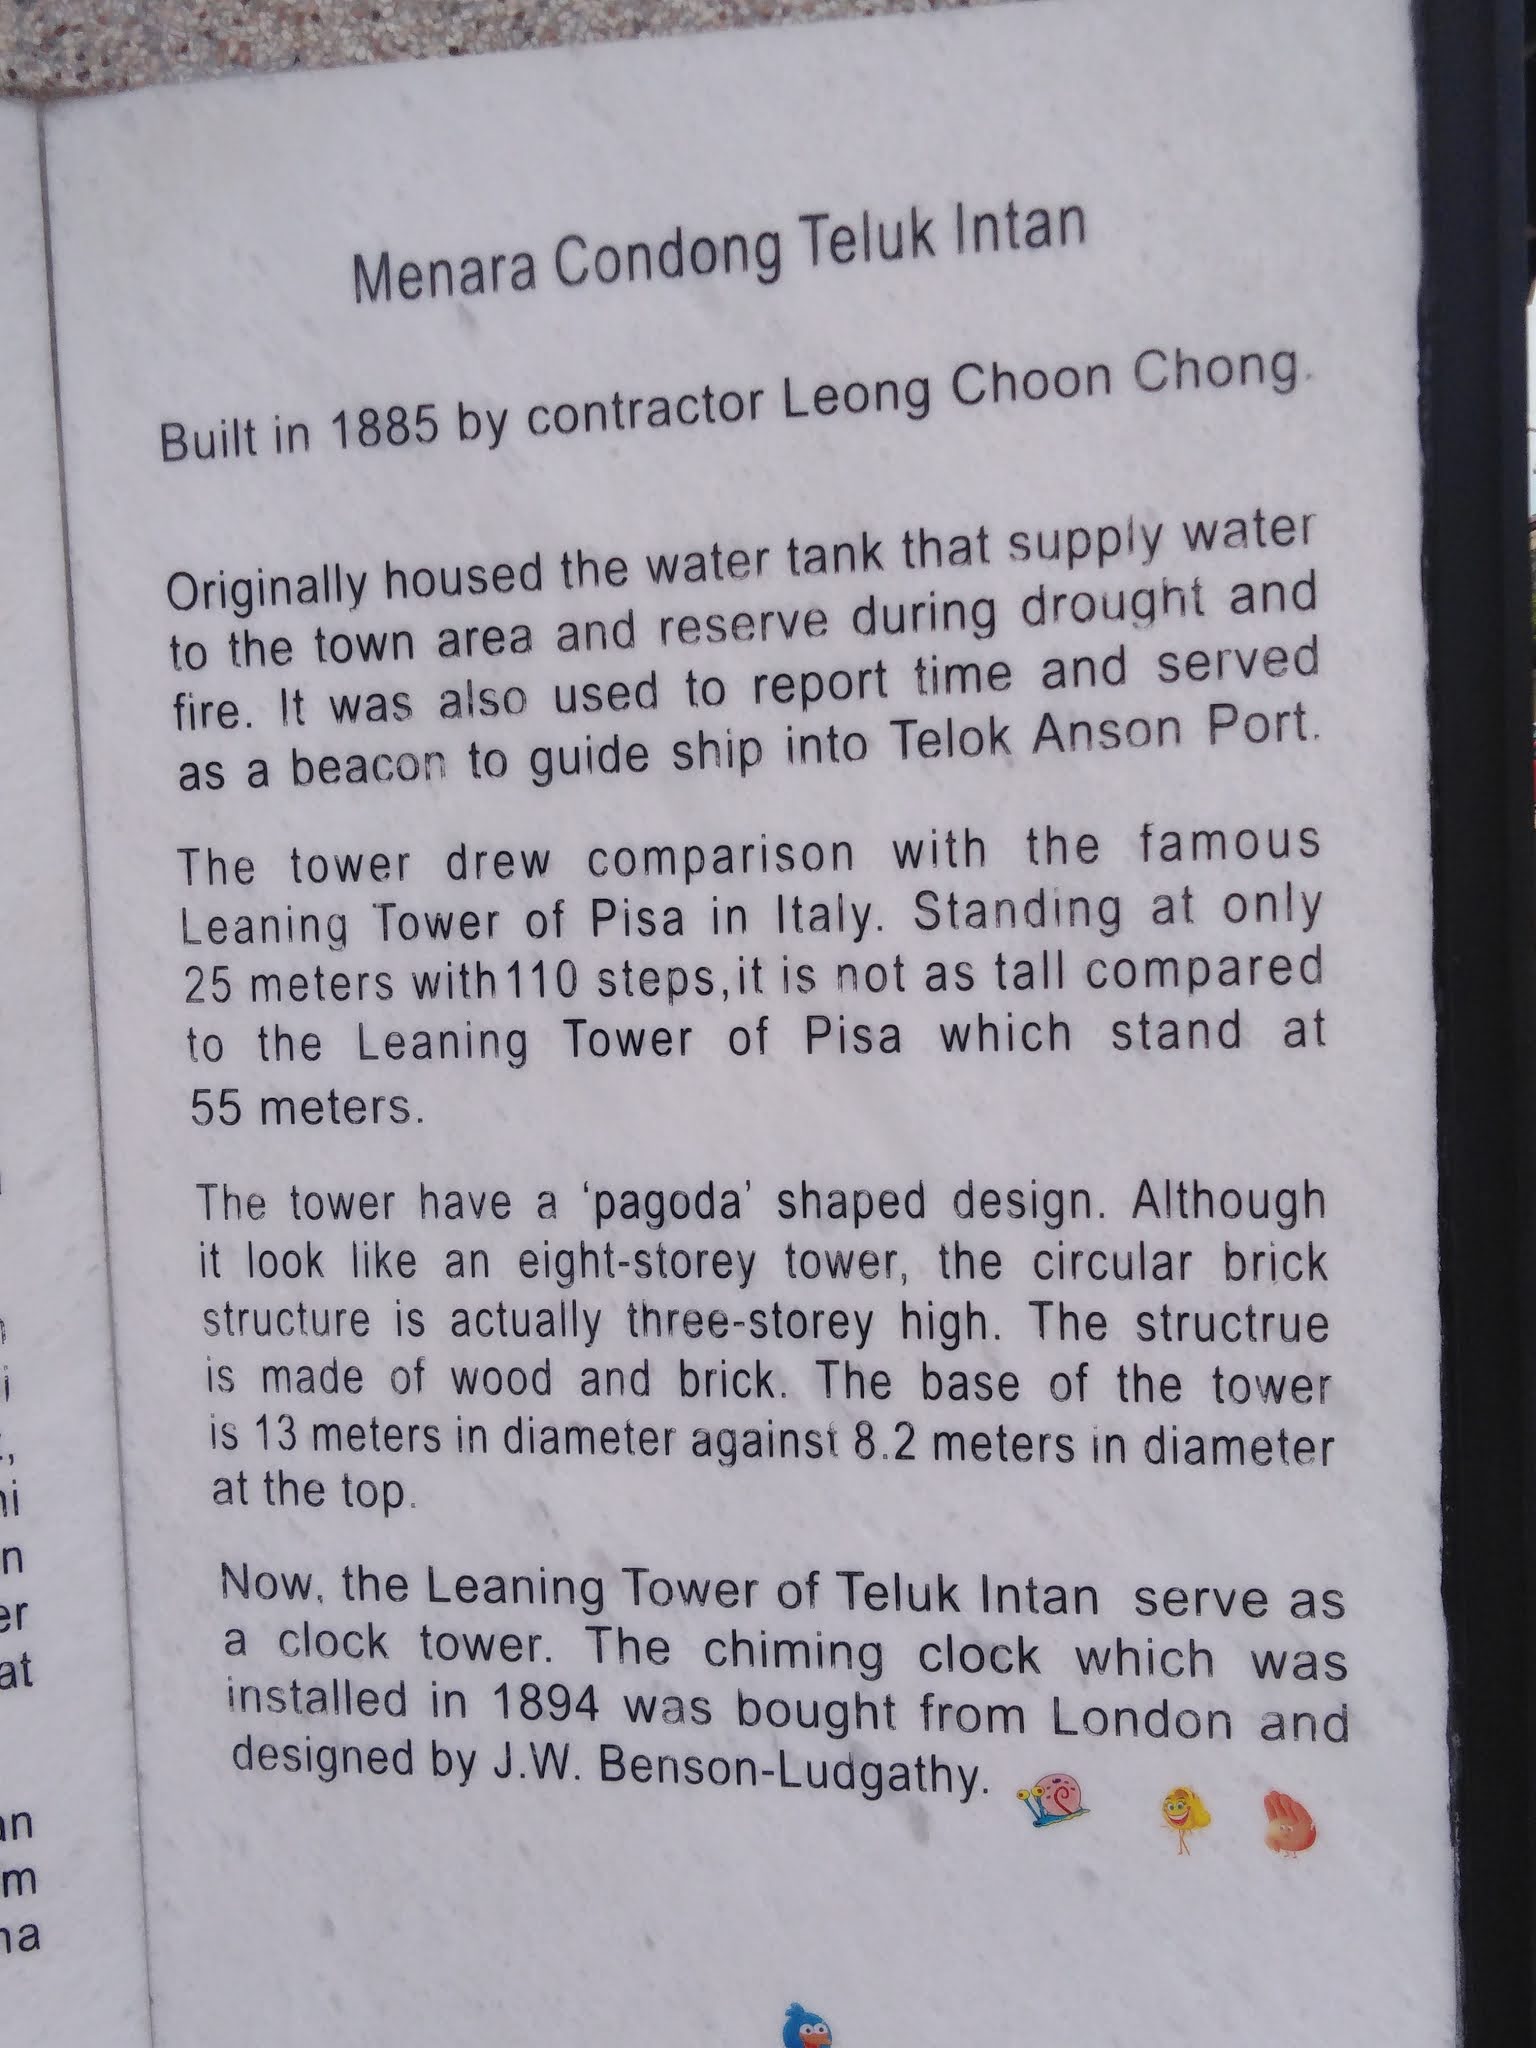 Menara Condong Teluk Intan
Built in 1885 by contractor Leong Choon Chong.
Originally housed the water tank that supply water
to the town area and reserve during drought and
fire. It was also used to report time and served
as a beacon to guide ship into Telok Anson Port.
The tower drew comparison with the famous
Leaning Tower of Pisa in Italy. Standing at only
25 meters with110 steps,it is not as tall compared
to the Leaning Tower of Pisa which stand at
55 meters.
The tower have a ‘pagoda’ shaped design. Although
it look like an eight-storey tower, the circular brick
structure is actually three-storey high. The structrue
is made of wood and brick. The base of the tower
is 13 meters in diameter against 8.2 meters in diameter
at the top.
Now, the Leaning Tower of Teluk Intan serve as
a clock tower. The chiming clock which was
installed in 1894 was bought from London and
designed by J.W. Benson-Ludgathy.